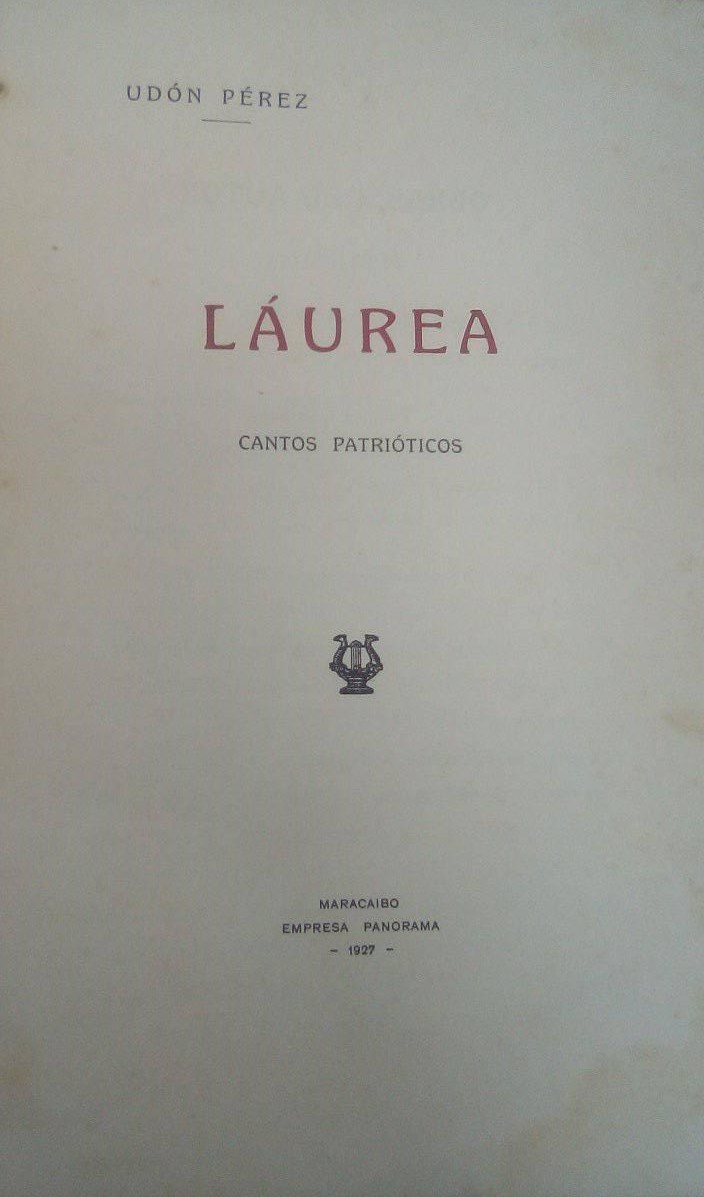 UDÓN PÉREZ
LÁUREA
CANTOS PATRIÓTICOS
MARACAIBO
EMPRESA PANORAMA
- 1927 -